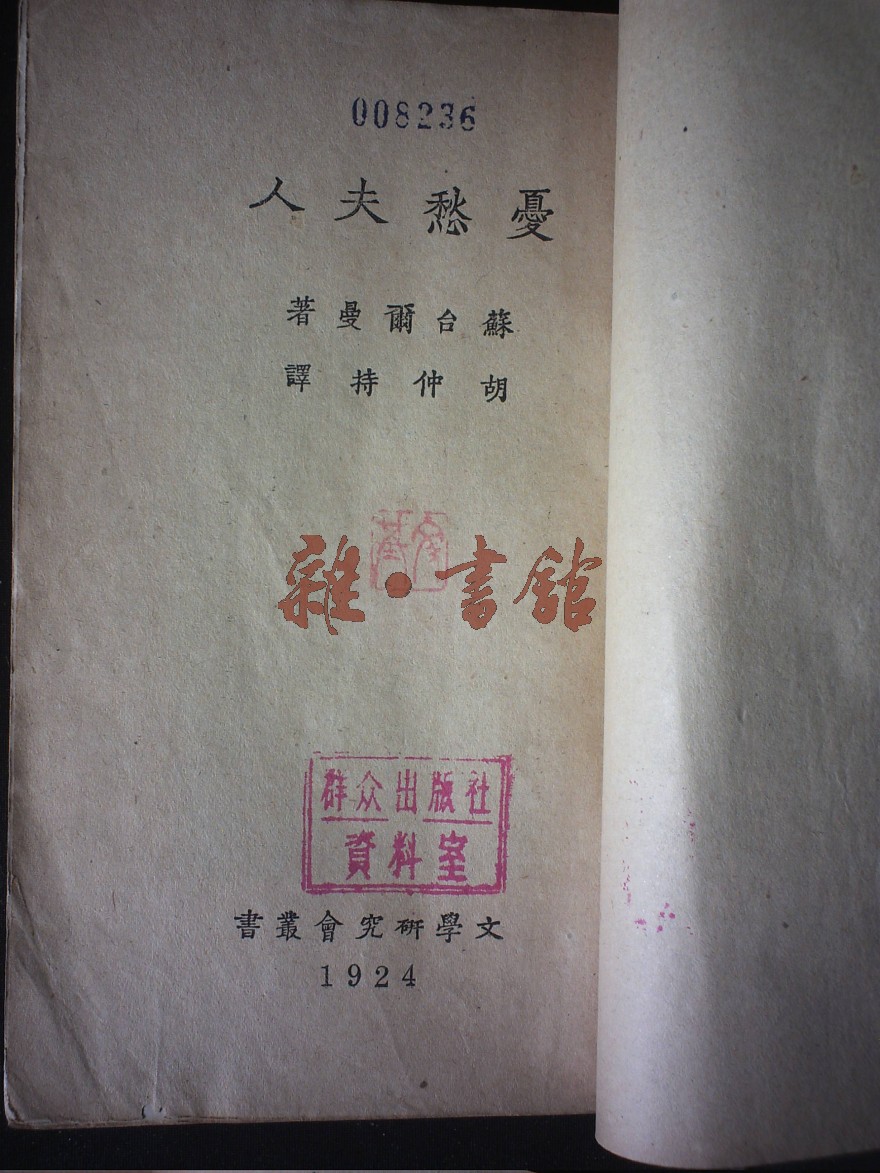 008236
憂愁夫人
蘇台爾曼著
胡仲持譯
雜·書館
群众出版社
資料室
文學研究會叢書
1924